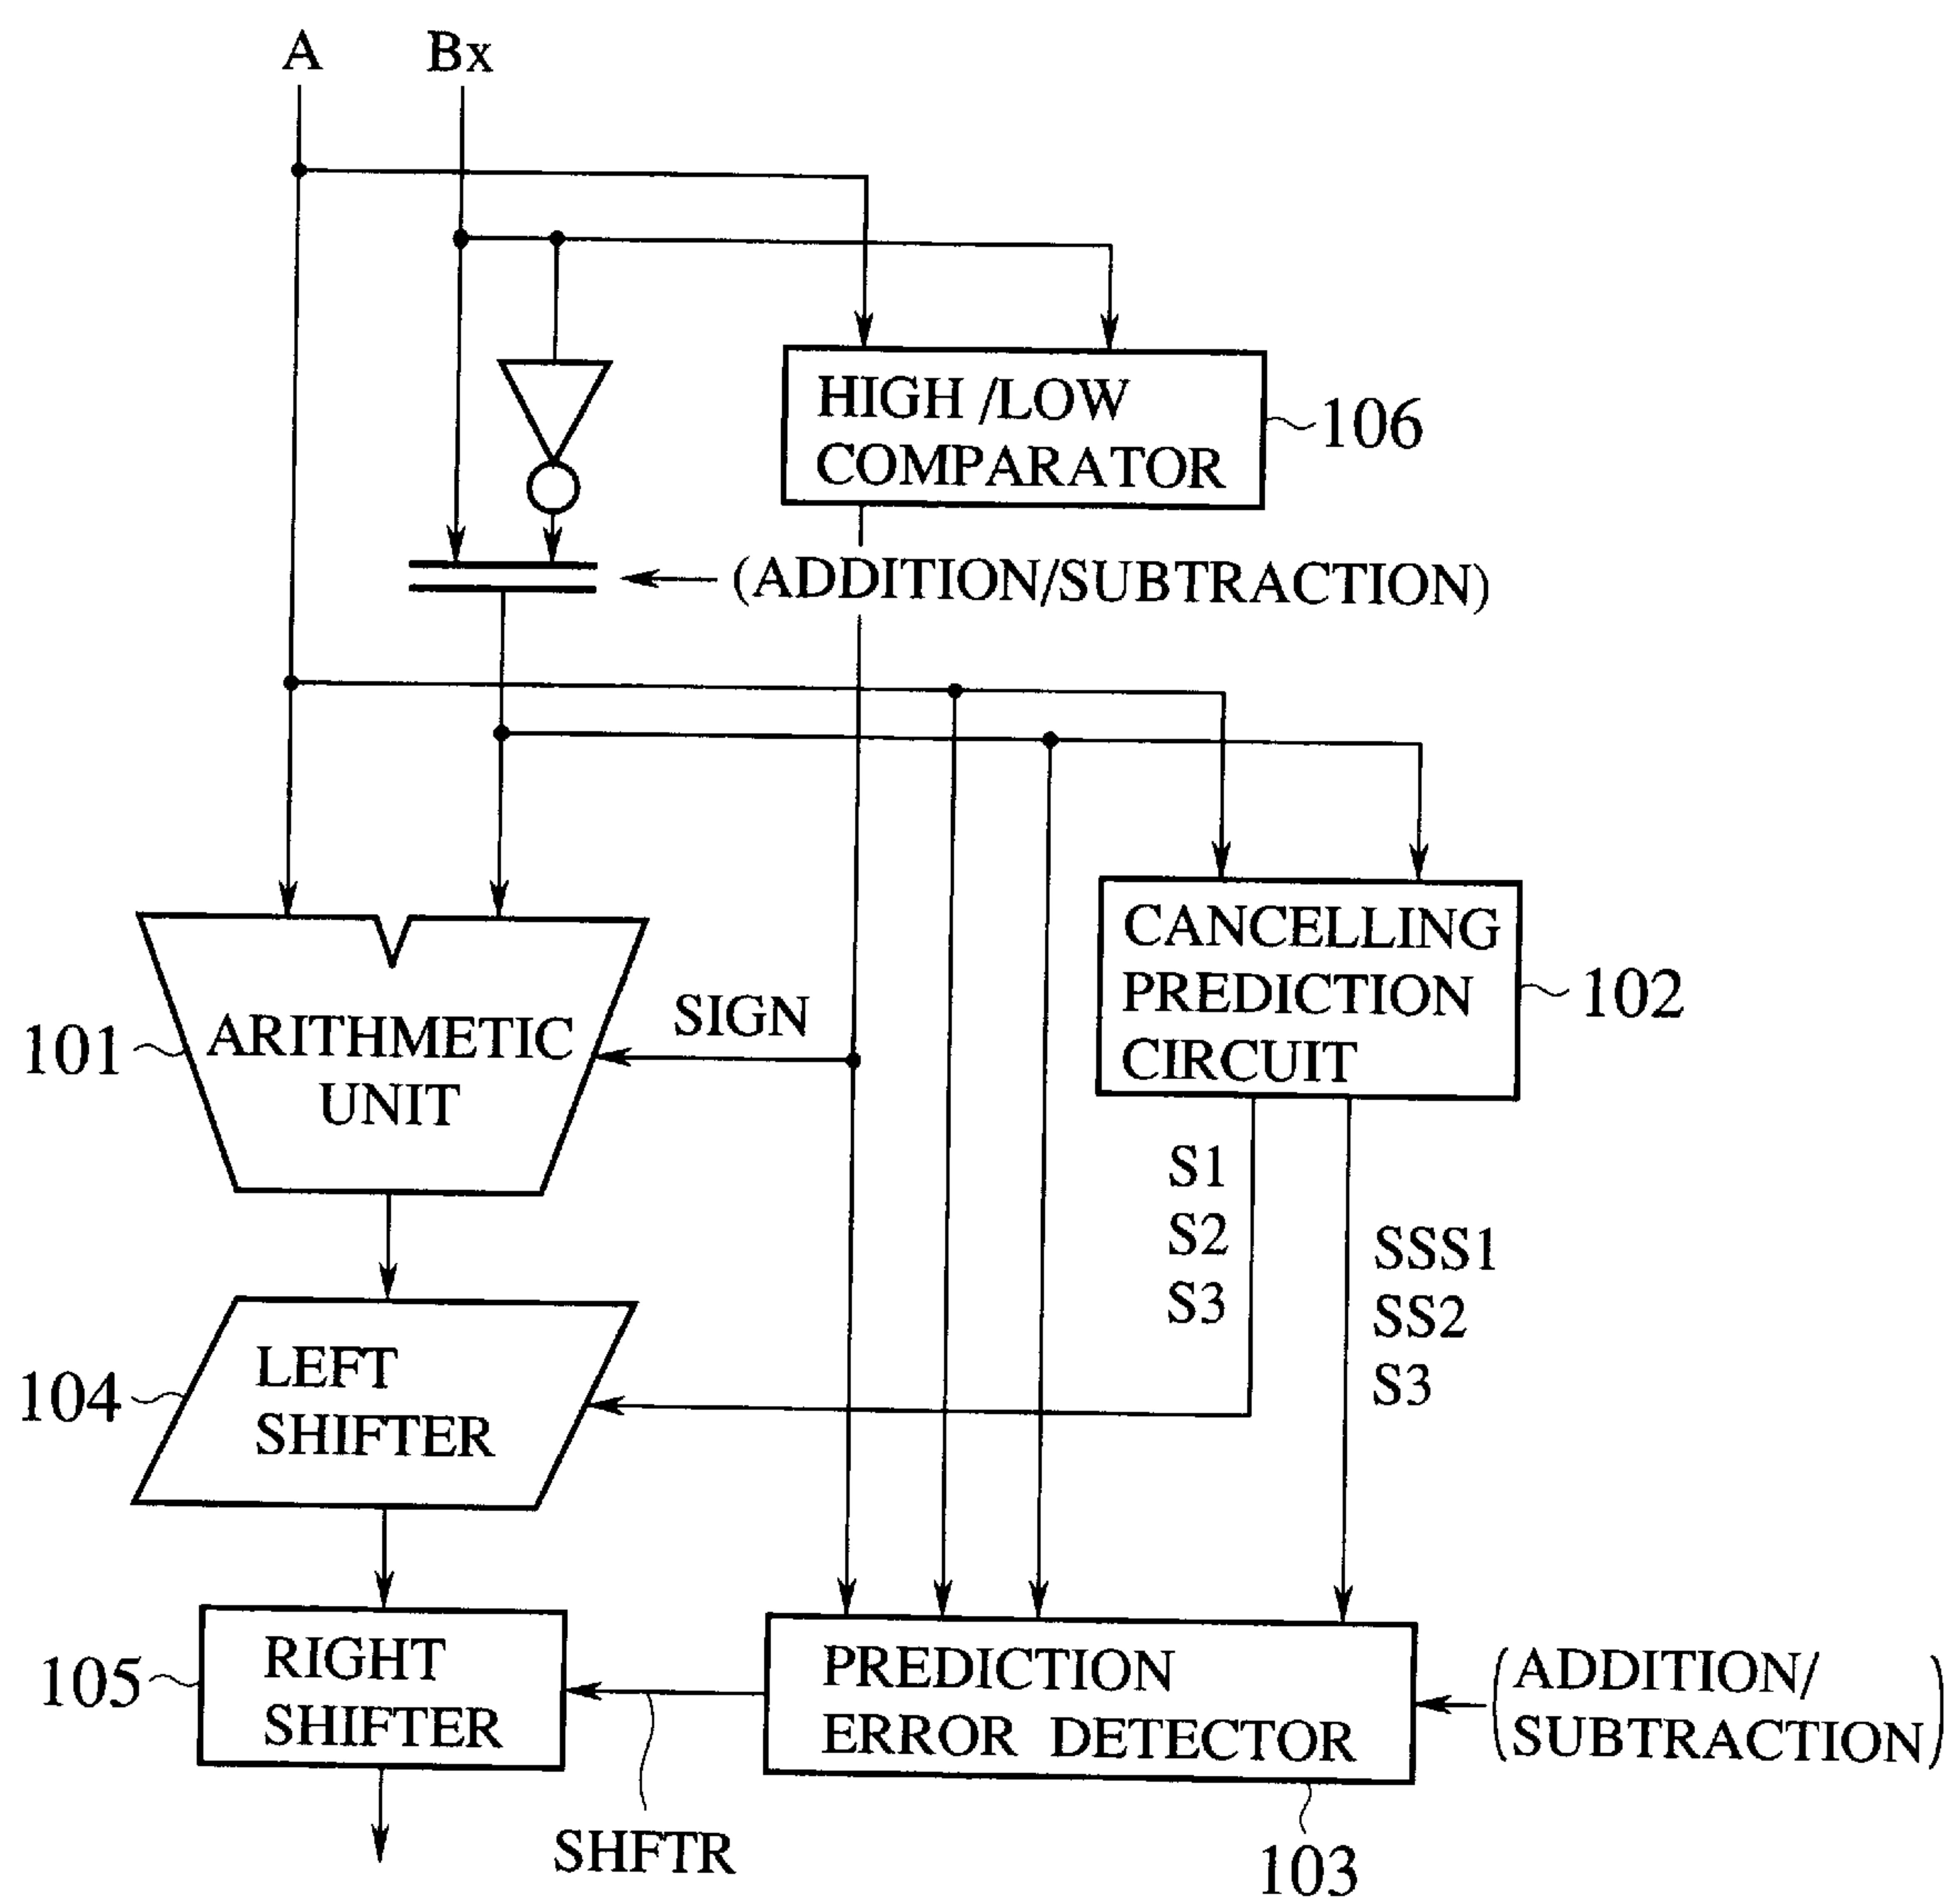 A
Bx
HIGH /LOW
COMPARATOR
106
(ADDITION/SUBTRACTION)
CANCELLING
PREDICTION
CIRCUIT
102
SIGN
101
ARITHMETIC
UNIT
S1
S2
S3
SSS1
SS2
S3
104
LEFT
SHIFTER
105
RIGHT
SHIFTER
PREDICTION
ERROR DETECTOR
(ADDITION/
SUBTRACTION)
SHFTR
103